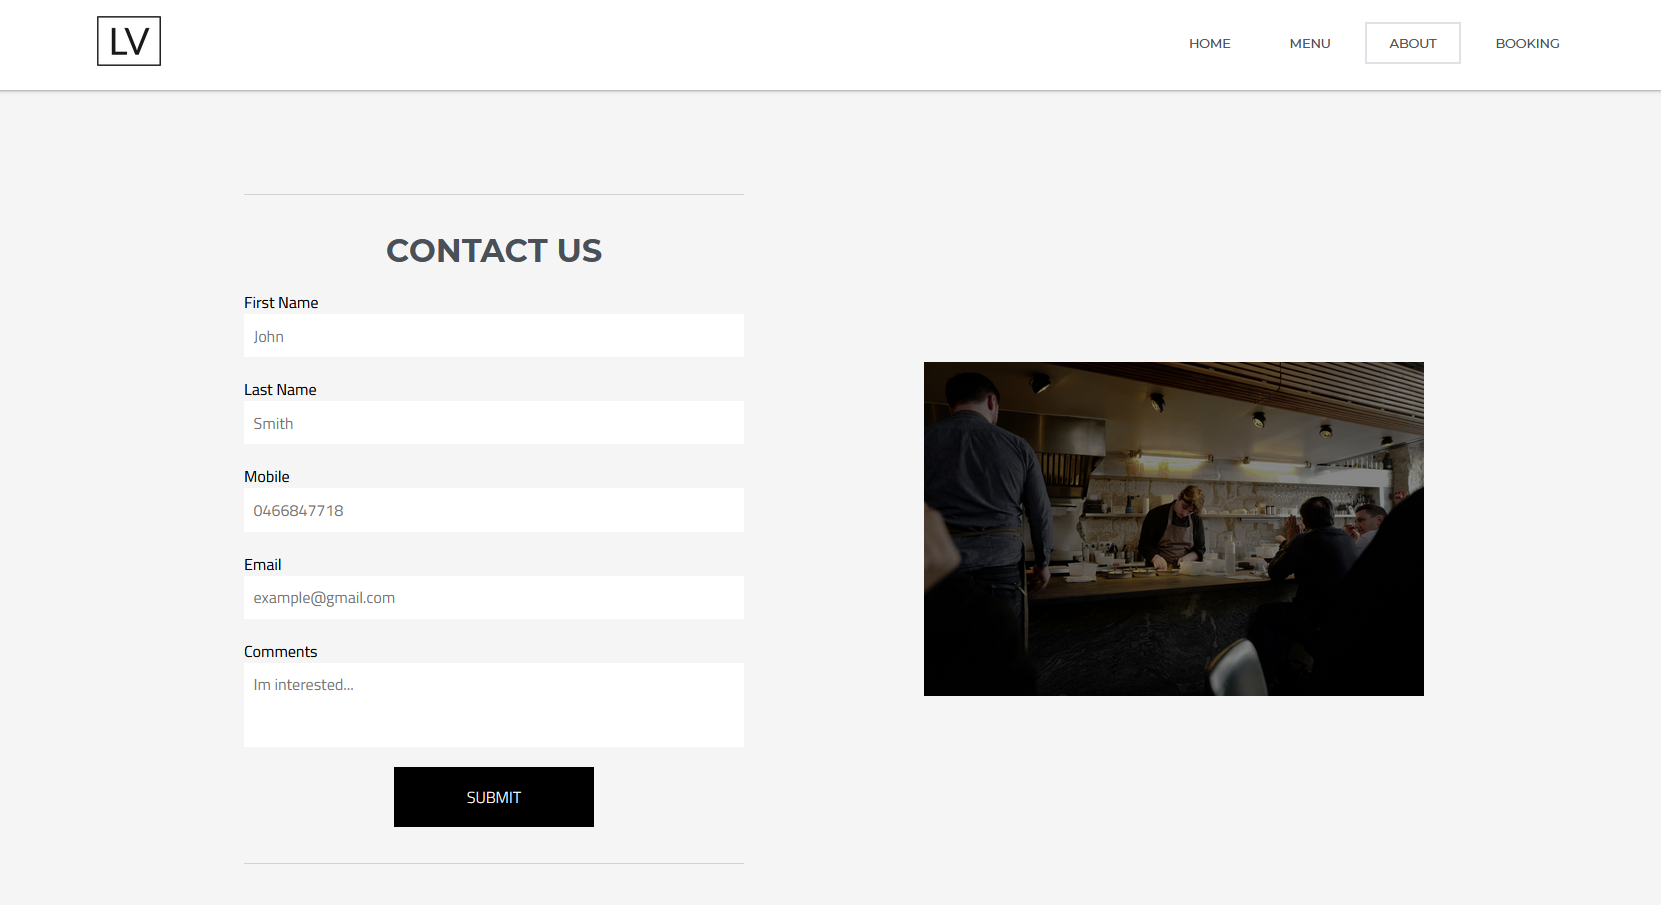 LV
HOME MENU ABOUT BOOKING
CONTACT US
First Name
John
Last Name
Smith
Mobile
0466847718
Email
example@gmail.com
Comments
Im interested...
SUBMIT